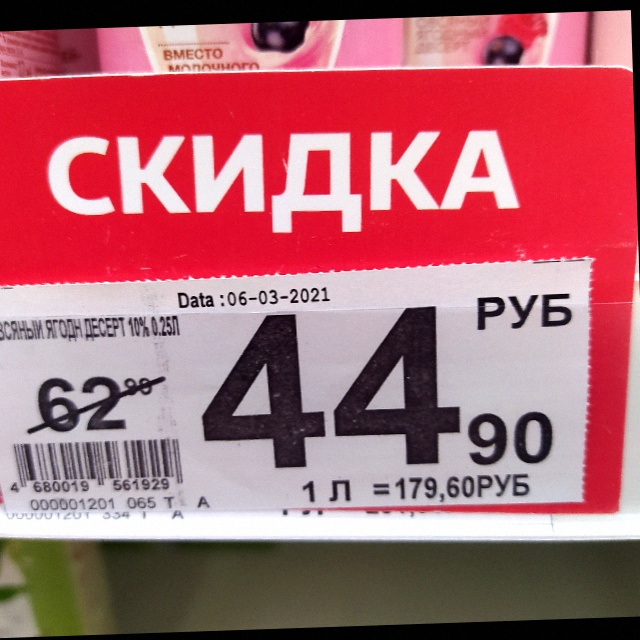 ВМЕСТО
МОЛОЧНОГО
СКИДКА
Data :06-03-2021
РУБ
ЯГОДН ДЕСЕРТ 10% 0.25Л
62 90
44 90
4 680019 561929
1 Л =179,60РУБ
000001201 065 Т А